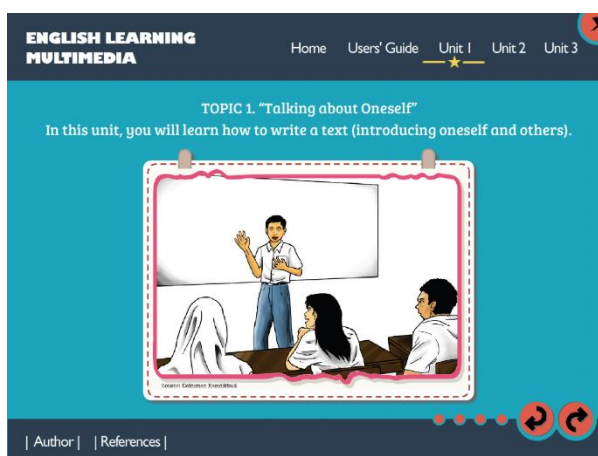 ENGLISH LEARNING
MULTIMEDIA
Home Users' Guide Unit 1 Unit 2 Unit 3
TOPIC 1. “Talking about Oneself”
In this unit, you will learn how to write a text (introducing oneself and others).
| Author | | References |